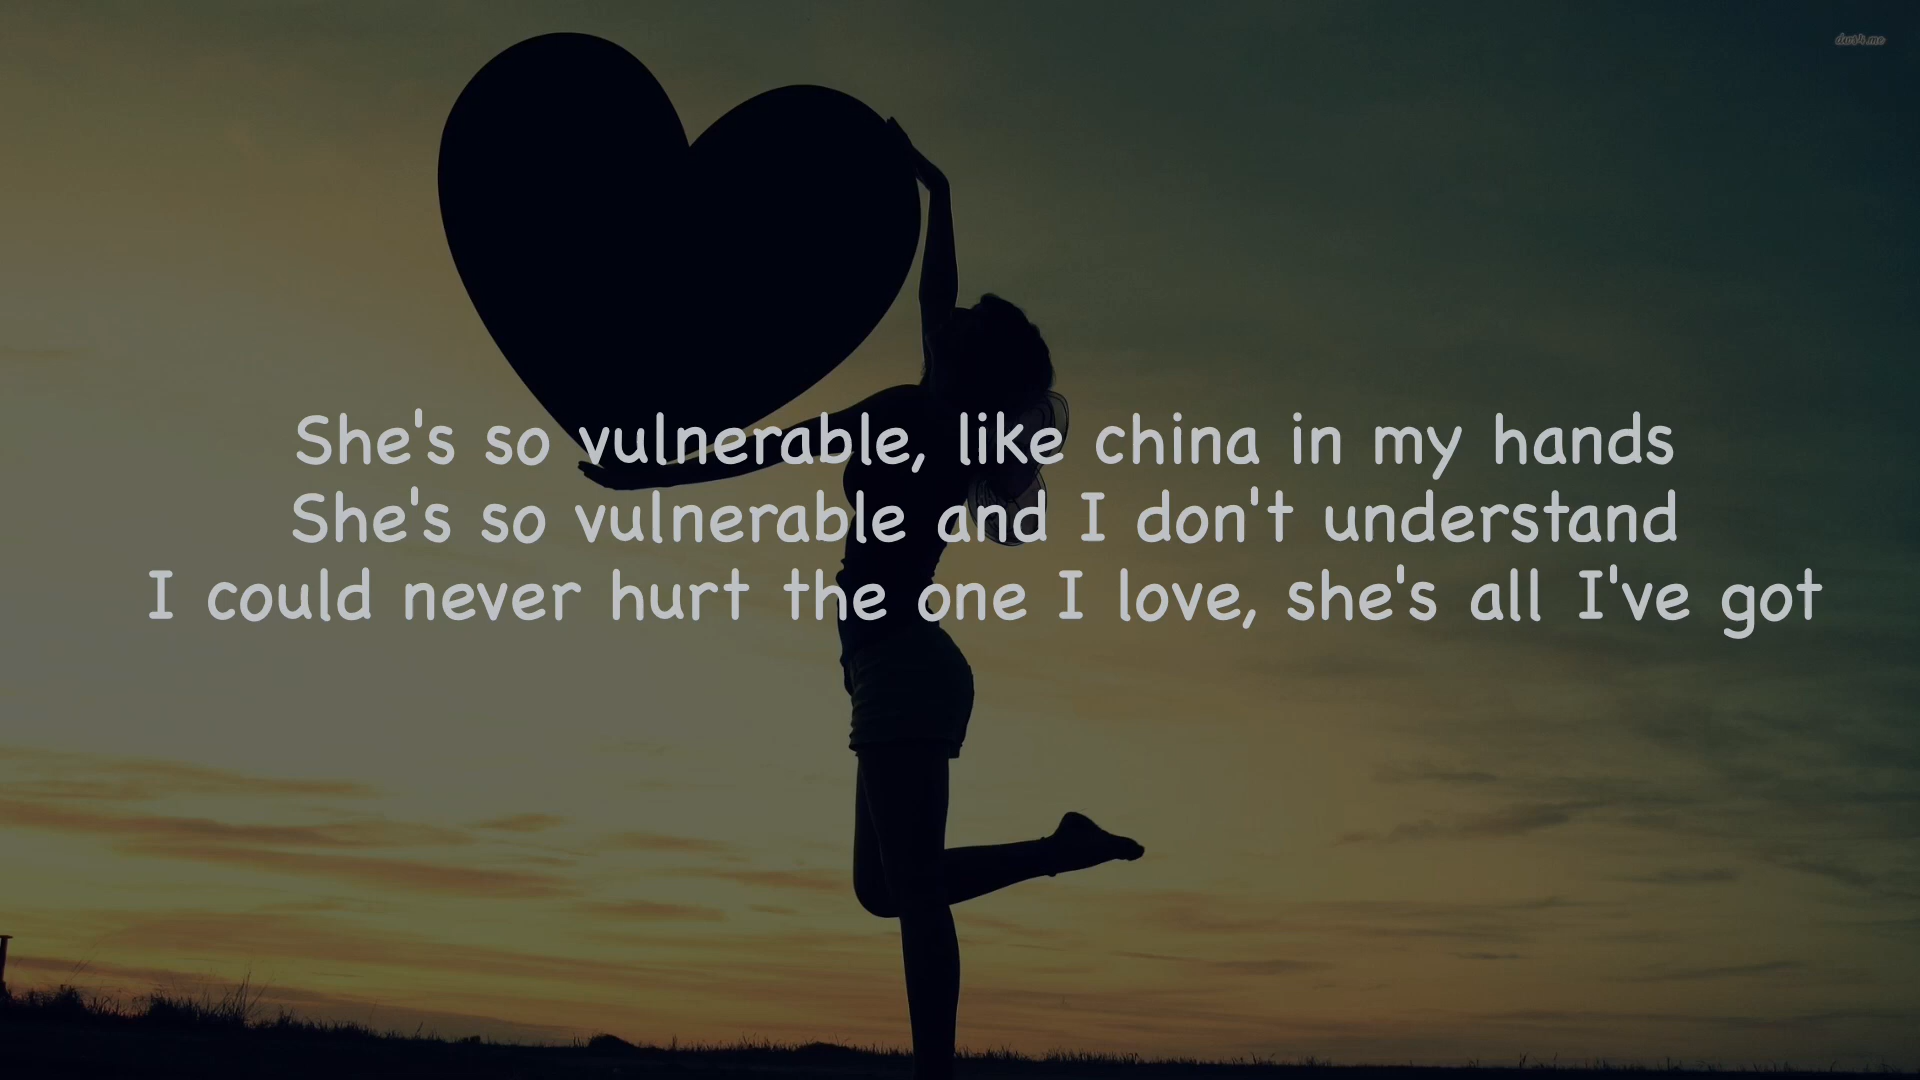 She's so vulnerable, like china in my hands
She's so vulnerable and I don't understand
I could never hurt the one I love, she's all I've got